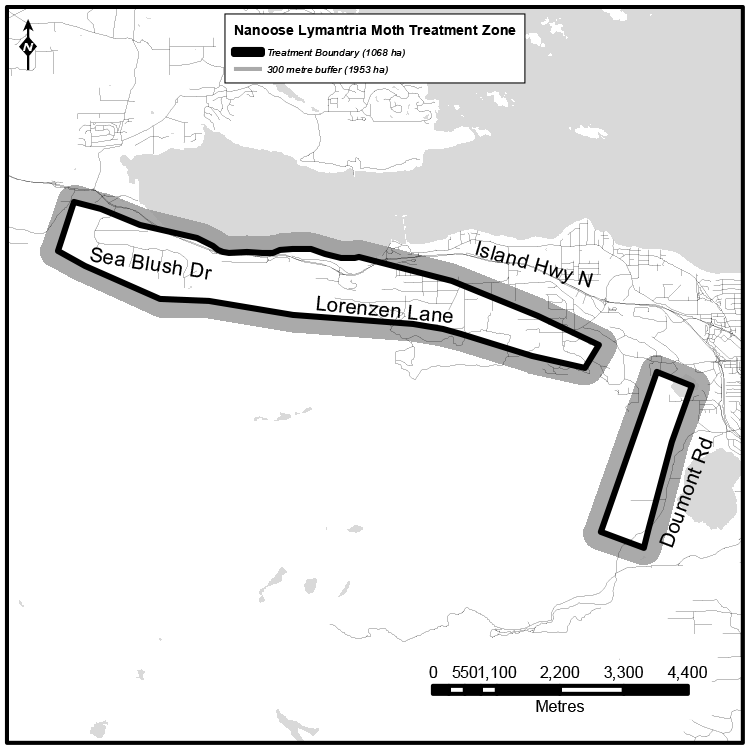 Nanoose Lymantria Moth Treatment Zone
Treatment Boundary (1068 ha)
300 metre buffer (1953 ha)
N
Island Hwy N
Sea Blush Dr
Lorenzen Lane
Doumont Rd
0 550 1,100 2,200 3,300 4,400
Metres